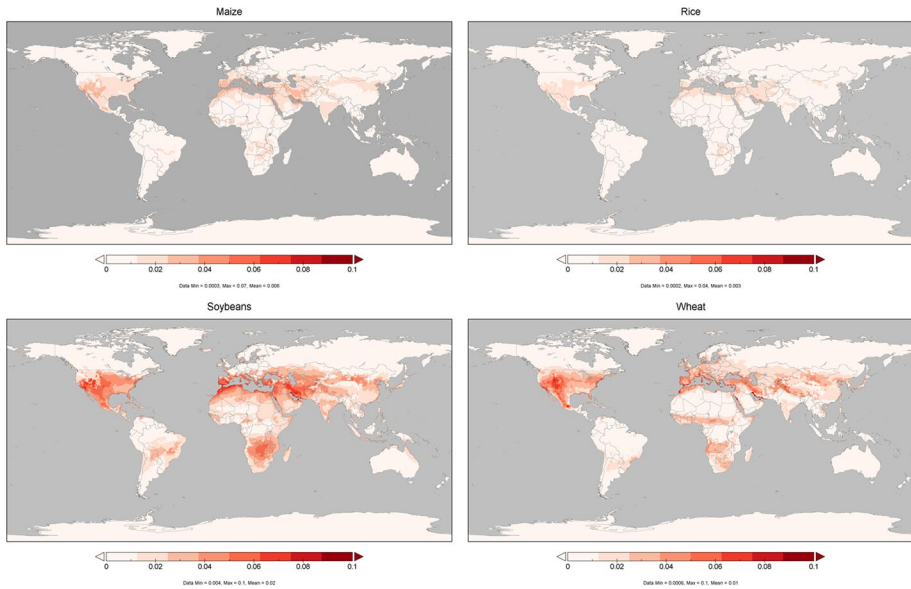 Maize
Rice
0 0.02 0.04 0.06 0.08 0.1
0 0.02 0.04 0.06 0.08 0.1
Data Min = 0.0003, Max = 0.07, Mean = 0.006
Data Min = 0.0002, Max = 0.04, Mean = 0.003
Soybeans
Wheat
0 0.02 0.04 0.06 0.08 0.1
0 0.02 0.04 0.06 0.08 0.1
Data Min = 0.004, Max = 0.1, Mean = 0.02
Data Min = 0.0006, Max = 0.1, Mean = 0.01